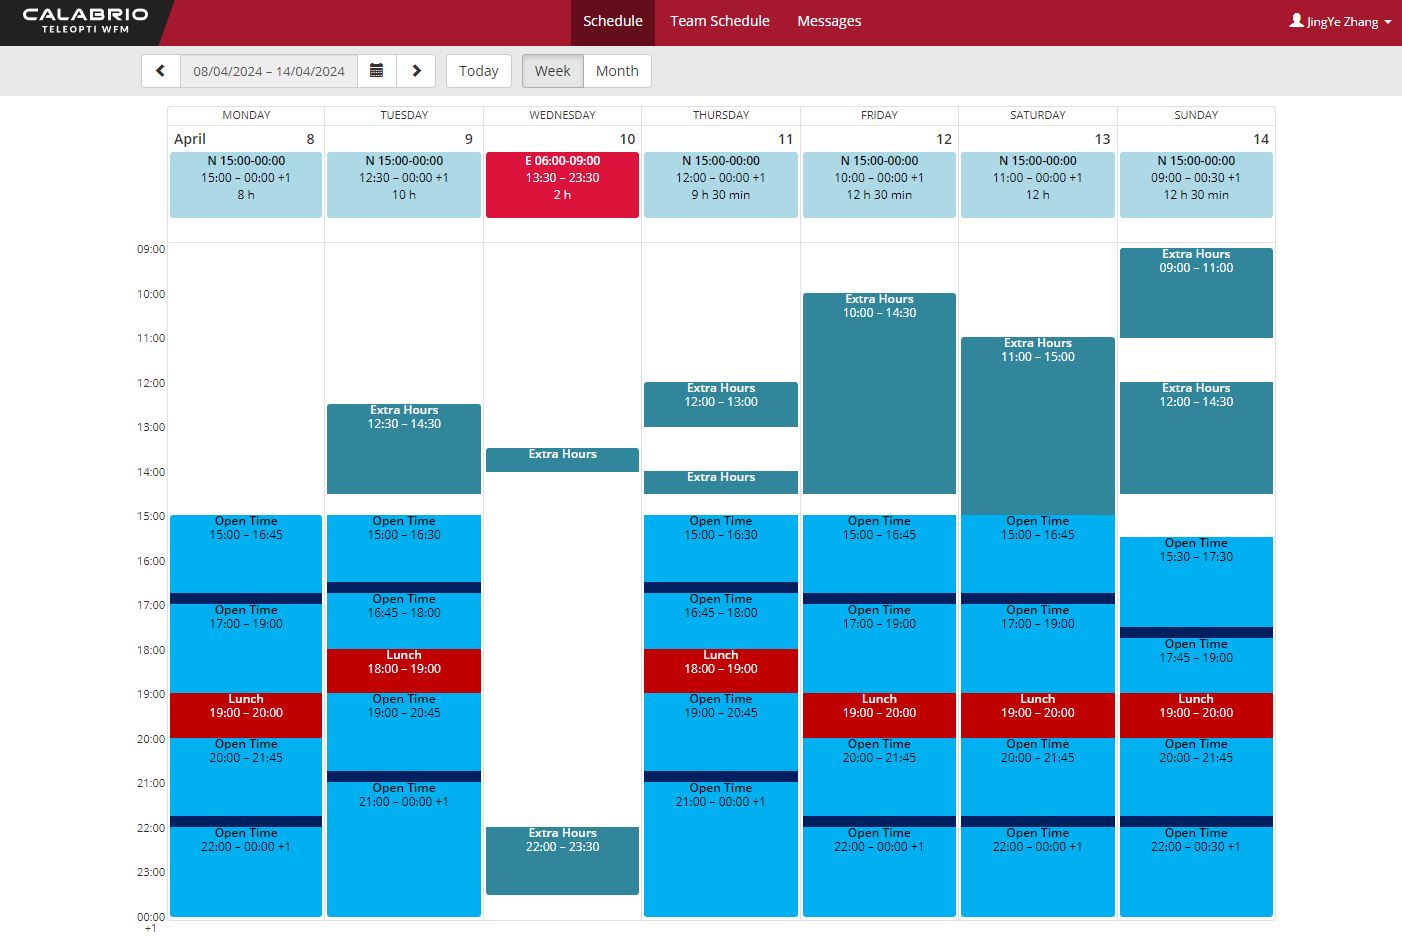 CALABRIO
TELEOPTI WFM
Schedule
Team Schedule
Messages
JingYe Zhang
08/04/2024 – 14/04/2024
Today
Week
Month
MONDAY
TUESDAY
WEDNESDAY
THURSDAY
FRIDAY
SATURDAY
SUNDAY
April 8
9
10
11
12
13
14
N 15:00-00:00
15:00 – 00:00 +1
8 h
N 15:00-00:00
12:30 – 00:00 +1
10 h
E 06:00-09:00
13:30 – 23:30
2 h
N 15:00-00:00
12:00 – 00:00 +1
9 h 30 min
N 15:00-00:00
10:00 – 00:00 +1
12 h 30 min
N 15:00-00:00
11:00 – 00:00 +1
12 h
N 15:00-00:00
09:00 – 00:30 +1
12 h 30 min
09:00
10:00
11:00
12:00
13:00
14:00
15:00
16:00
17:00
18:00
19:00
20:00
21:00
22:00
23:00
00:00
+1
Open Time
15:00 – 16:45
Open Time
17:00 – 19:00
Lunch
19:00 – 20:00
Open Time
20:00 – 21:45
Open Time
22:00 – 00:00 +1
Extra Hours
12:30 – 14:30
Open Time
15:00 – 16:30
Open Time
16:45 – 18:00
Lunch
18:00 – 19:00
Open Time
19:00 – 20:45
Open Time
21:00 – 00:00 +1
Extra Hours
Extra Hours
22:00 – 23:30
Extra Hours
12:00 – 13:00
Extra Hours
Open Time
15:00 – 16:30
Open Time
16:45 – 18:00
Lunch
18:00 – 19:00
Open Time
19:00 – 20:45
Open Time
21:00 – 00:00 +1
Extra Hours
10:00 – 14:30
Open Time
15:00 – 16:45
Open Time
17:00 – 19:00
Lunch
19:00 – 20:00
Open Time
20:00 – 21:45
Open Time
22:00 – 00:00 +1
Extra Hours
11:00 – 15:00
Open Time
15:00 – 16:45
Open Time
17:00 – 19:00
Lunch
19:00 – 20:00
Open Time
20:00 – 21:45
Open Time
22:00 – 00:00 +1
Extra Hours
09:00 – 11:00
Extra Hours
12:00 – 14:30
Open Time
15:30 – 17:30
Open Time
17:45 – 19:00
Lunch
19:00 – 20:00
Open Time
20:00 – 21:45
Open Time
22:00 – 00:30 +1